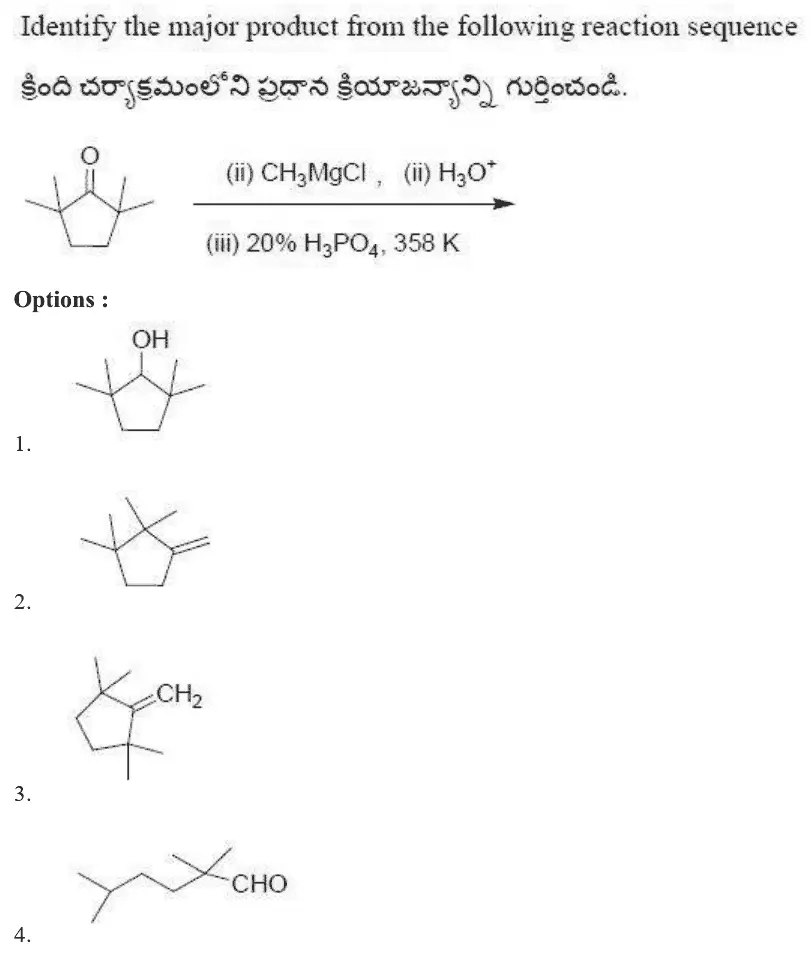 Identify the major product from the following reaction sequence
క్రింది చర్యాక్రమంలోని ప్రధాన క్రియాజన్యాన్ని గుర్తించండి.
O
(ii) CH₃MgCl , (ii) H₃O⁺
(iii) 20% H₃PO₄, 358 K
Options :
OH
1.
2.
CH₂
3.
CHO
4.